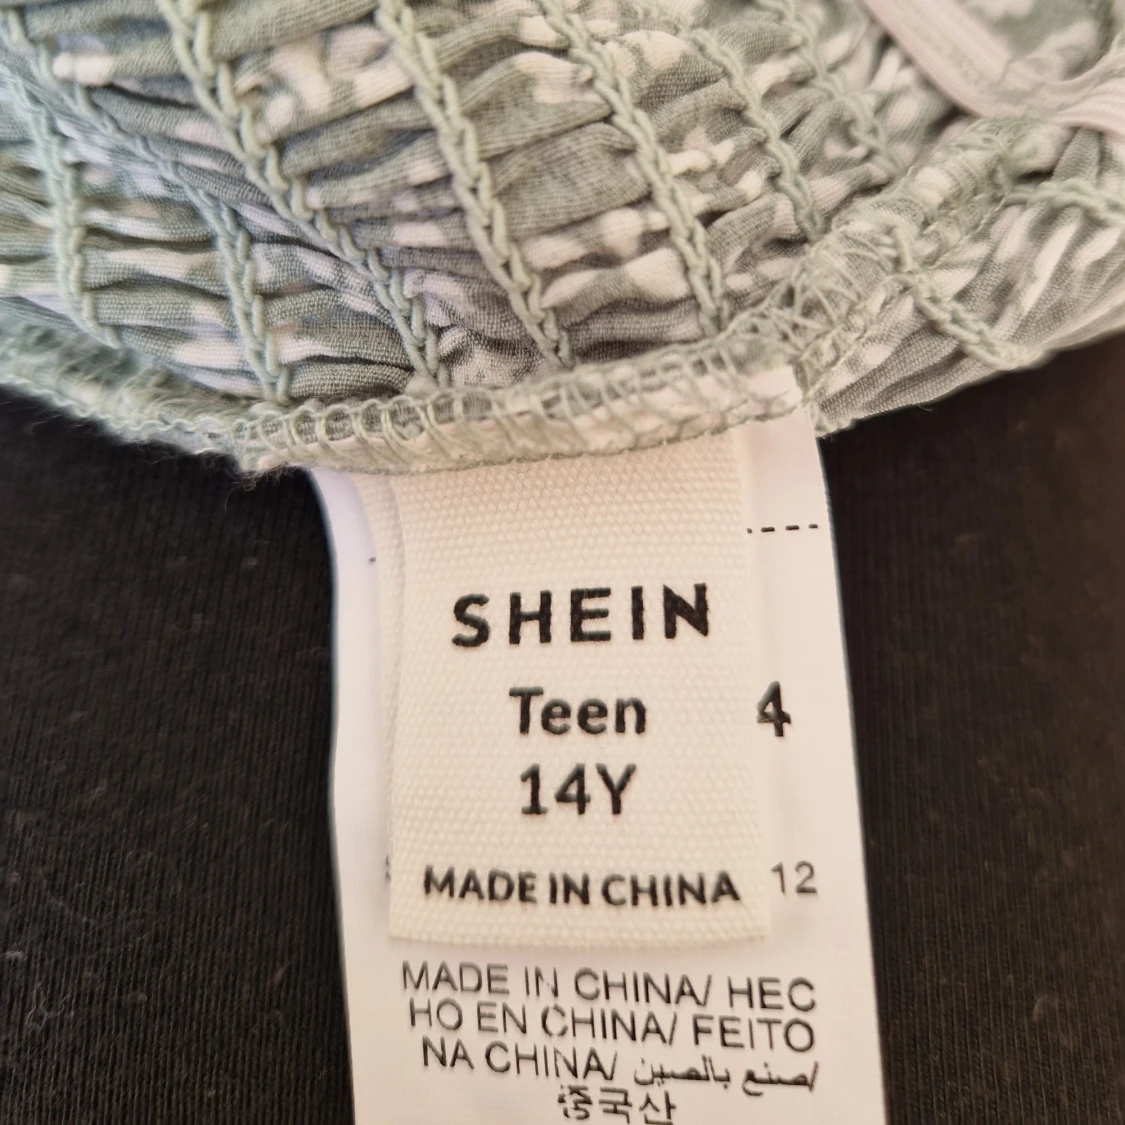 SHEIN
Teen
14Y
MADE IN CHINA
4
12
MADE IN CHINA/ HEC
HO EN CHINA/ FEITO
NA CHINA/ صنع بالصين/
중국산